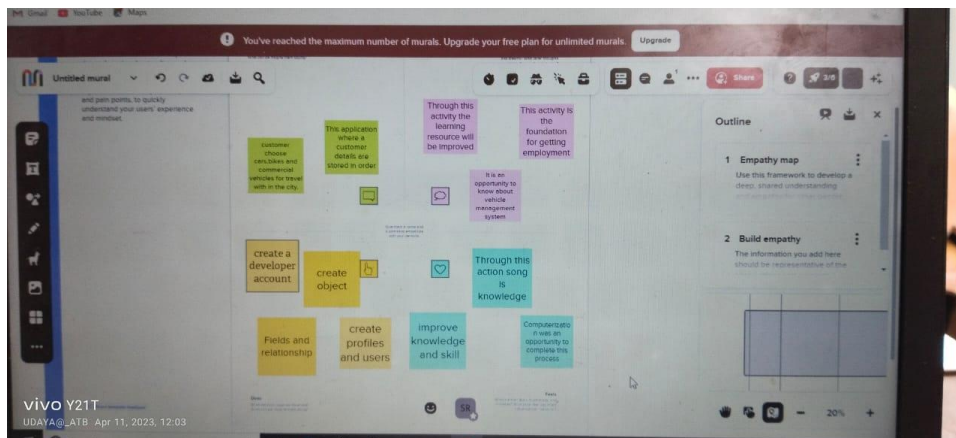 Gmail
YouTube
Maps
You've reached the maximum number of murals. Upgrade your free plan for unlimited murals.
Upgrade
Untitled mural
Share
3/5
and pain points, to quickly
understand your users' experience
and mindset.
customer
choose
cars,bikes and
commercial
vehicles for travel
with in the city.
This application
where a
customer
details are
stored in order
Through this
activity the
learning
resource will
be improved
This activity is
the
foundation
for getting
employment
It is an
opportunity to
know about
vehicle
management
system
create a
developer
account
create
object
Through this
action song
is
knowledge
Fields and
relationship
create
profiles
and users
improve
knowledge
and skill
Computerizatio
n was an
opportunity to
complete this
process
Outline
1 Empathy map
Use this framework to develop a
deep, shared understanding
2 Build empathy
The information you add here
should be representative of the
SR
20%
vivo Y21T
UDAYA@_ATB Apr 11, 2023, 12:03